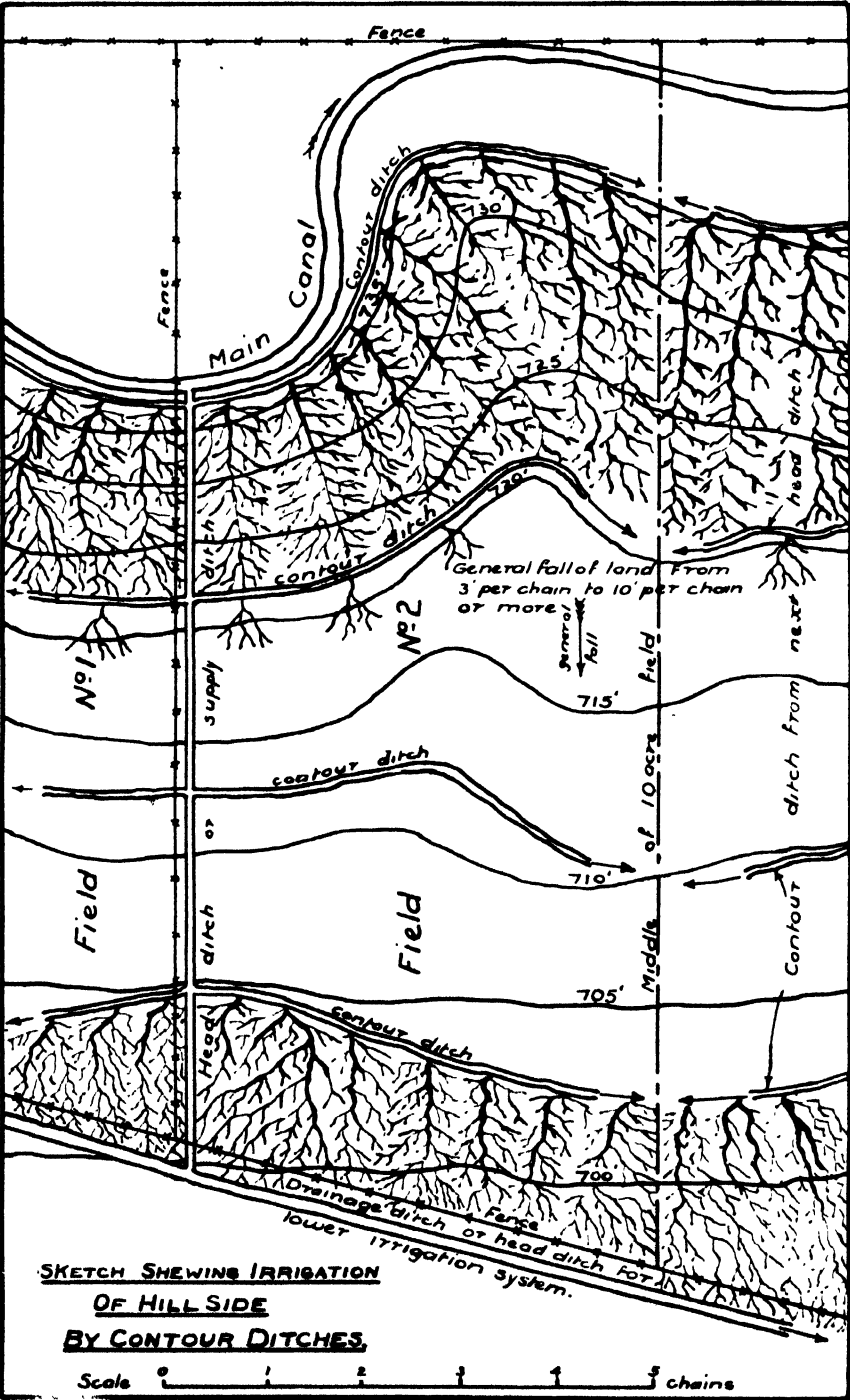 Fence
Contour ditch
730'
Main Canal
Fence
735'
725'
head ditch
720'
contour ditch
General fall of land from
3' per chain to 10' per chain
or more
general
fall
Nº1
Nº2
Head ditch or supply ditch
715'
contour ditch
Middle of 10 acre field
Contour ditch from next
710'
Field
Field
705'
contour ditch
700
Fence
Drainage ditch or head ditch for
lower irrigation system.
SKETCH SHEWING IRRIGATION
OF HILL SIDE
BY CONTOUR DITCHES.
Scale 0 1 2 3 4 5 chains